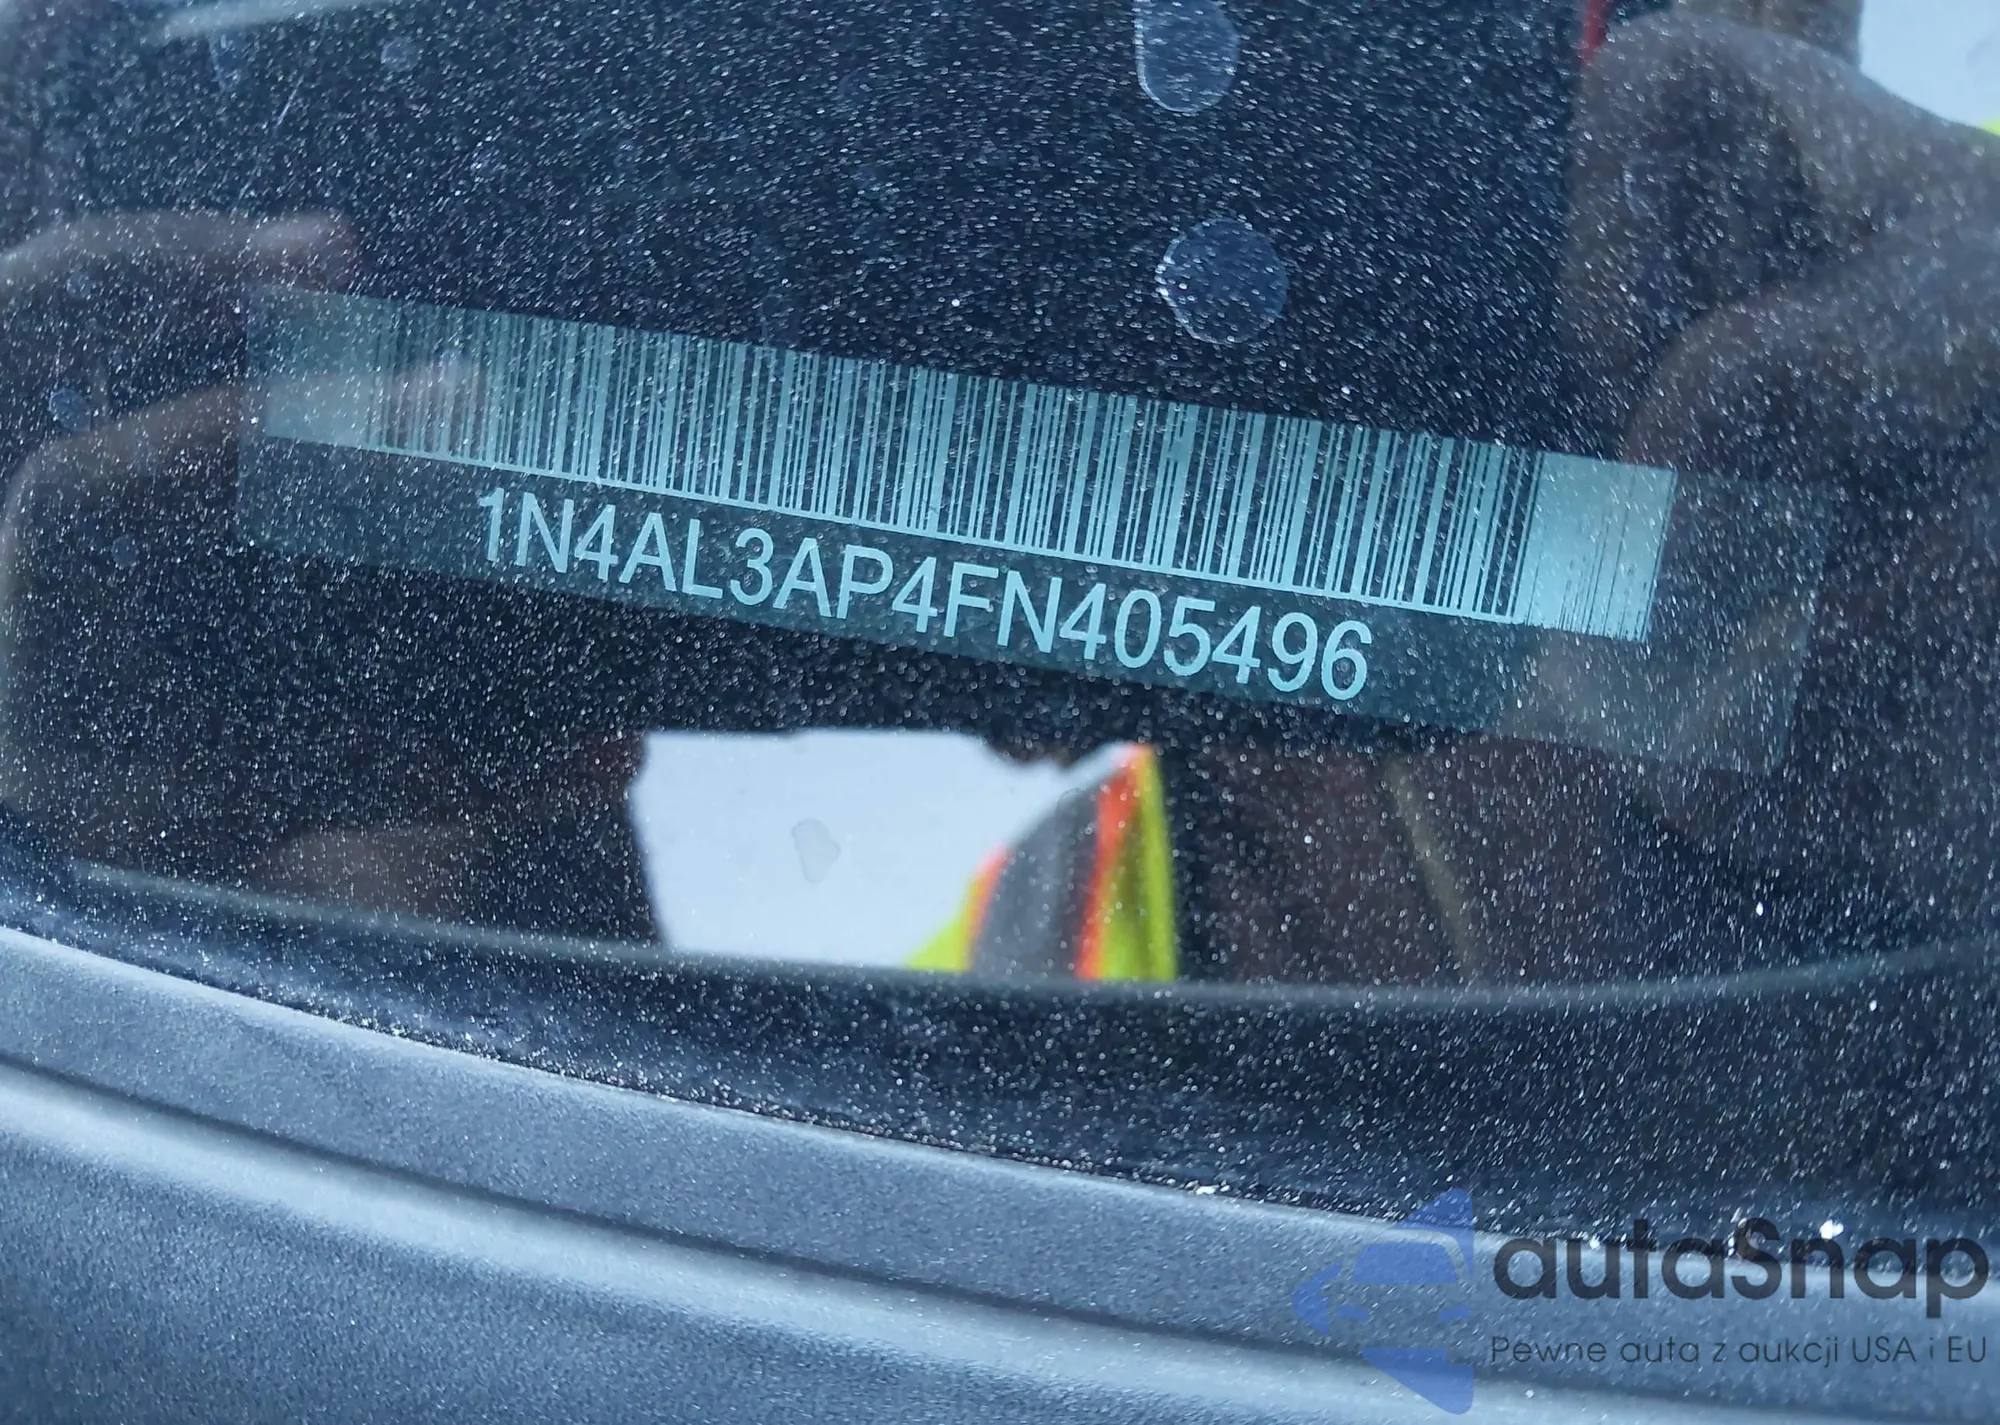 1N4AL3AP4FN405496
autaSnap
Pewne auta z aukcji USA i EU